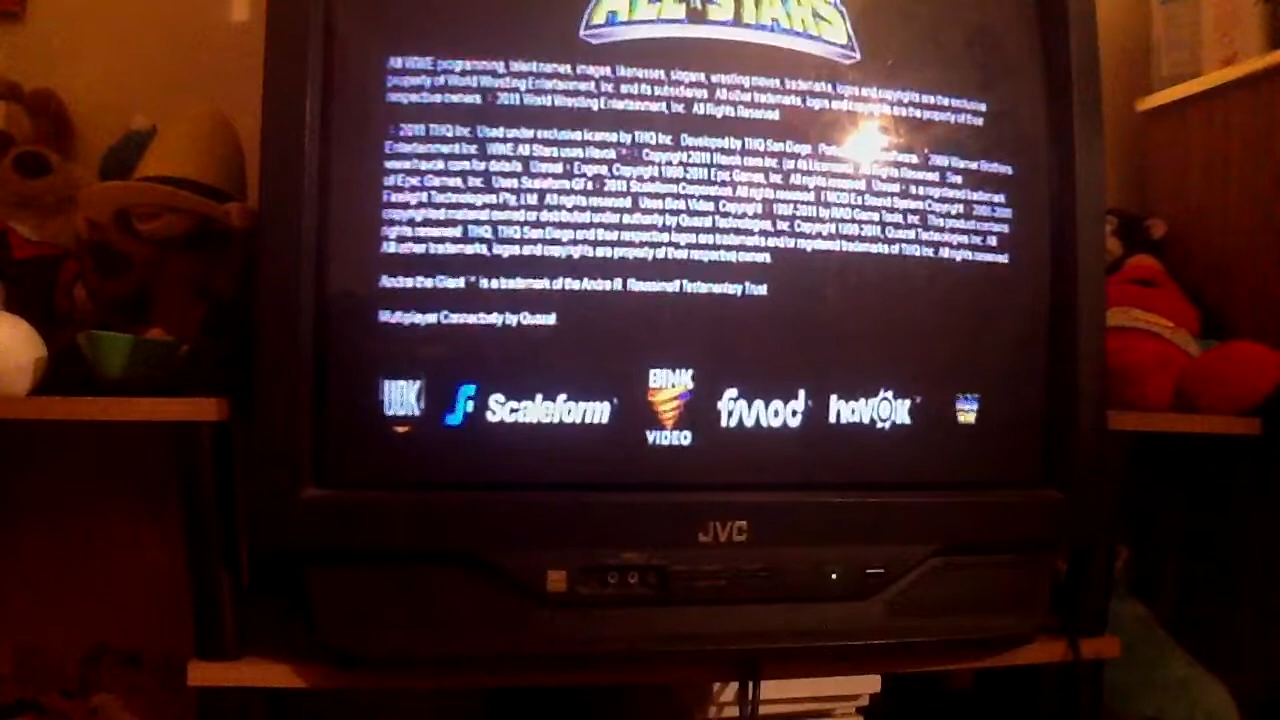 ALL STARS
All WWE programming, talent names, images, likenesses, slogans, wrestling moves, trademarks, logos and copyrights are the exclusive
property of World Wrestling Entertainment, Inc. and its subsidiaries. All other trademarks, logos and copyrights are the property of their
respective owners. © 2011 World Wrestling Entertainment, Inc. All Rights Reserved.
© 2011 THQ Inc. Used under exclusive license by THQ Inc. Developed by THQ San Diego. 2009 Warner Brothers
Entertainment Inc. WWE All Stars uses Havok™. © Copyright 2011 Havok.com Inc. (or its Licensors). All Rights Reserved. See
www.havok.com for details. Unreal® Engine, Copyright 1998-2011 Epic Games, Inc. All rights reserved. Unreal® is a registered trademark
of Epic Games, Inc. Uses Scaleform GFx © 2011 Scaleform Corporation. All rights reserved. FMOD Ex Sound System Copyright ©
Firelight Technologies Pty, Ltd. All rights reserved. Uses Bink Video. Copyright © 1997-2011 by RAD Game Tools, Inc. This product contains
copyrighted material owned or distributed under authority by Quazal Technologies, Inc. Copyright 1998-2011, Quazal Technologies Inc. All
rights reserved. THQ, THQ San Diego and their respective logos are trademarks and/or registered trademarks of THQ Inc. All rights reserved.
All other trademarks, logos and copyrights are property of their respective owners.
Andre the Giant™ is a trademark of the Andre R. Roussimoff Testamentary Trust
Multiplayer Connectivity by Quazal
UDK Scaleform BINK VIDEO fmod havok
JVC